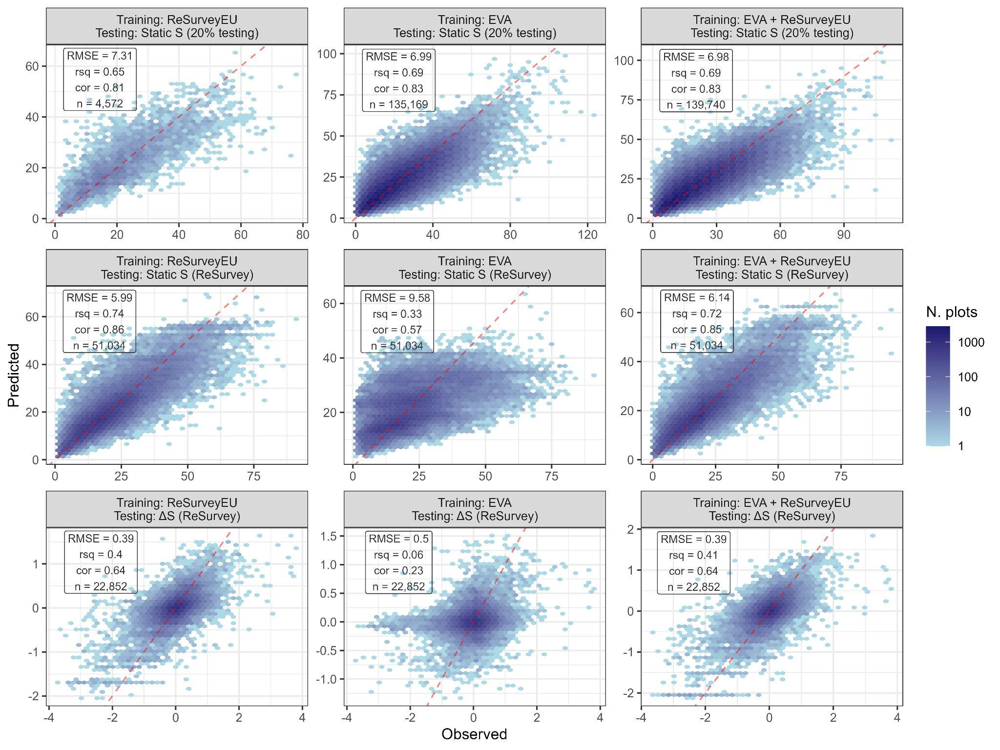 Training: ReSurveyEU
Testing: Static S (20% testing)
RMSE = 7.31
rsq = 0.65
cor = 0.81
n = 4,572
60
40
20
0
0 20 40 60 80
Training: EVA
Testing: Static S (20% testing)
RMSE = 6.99
rsq = 0.69
cor = 0.83
n = 135,169
100
75
50
25
0
0 40 80 120
Training: EVA + ReSurveyEU
Testing: Static S (20% testing)
RMSE = 6.98
rsq = 0.69
cor = 0.83
n = 139,740
100
75
50
25
0
0 30 60 90
Training: ReSurveyEU
Testing: Static S (ReSurvey)
RMSE = 5.99
rsq = 0.74
cor = 0.86
n = 51,034
60
40
20
0
0 25 50 75
Training: EVA
Testing: Static S (ReSurvey)
RMSE = 9.58
rsq = 0.33
cor = 0.57
n = 51,034
60
40
20
0 25 50 75
Training: EVA + ReSurveyEU
Testing: Static S (ReSurvey)
RMSE = 6.14
rsq = 0.72
cor = 0.85
n = 51,034
60
40
20
0
0 25 50 75
Training: ReSurveyEU
Testing: ΔS (ReSurvey)
RMSE = 0.39
rsq = 0.4
cor = 0.64
n = 22,852
1
0
-1
-2
-4 -2 0 2 4
Training: EVA
Testing: ΔS (ReSurvey)
RMSE = 0.5
rsq = 0.06
cor = 0.23
n = 22,852
1.5
1.0
0.5
0.0
-0.5
-1.0
-4 -2 0 2 4
Training: EVA + ReSurveyEU
Testing: ΔS (ReSurvey)
RMSE = 0.39
rsq = 0.41
cor = 0.64
n = 22,852
2
1
0
-1
-2
-4 -2 0 2 4
Predicted
Observed
N. plots
1000
100
10
1